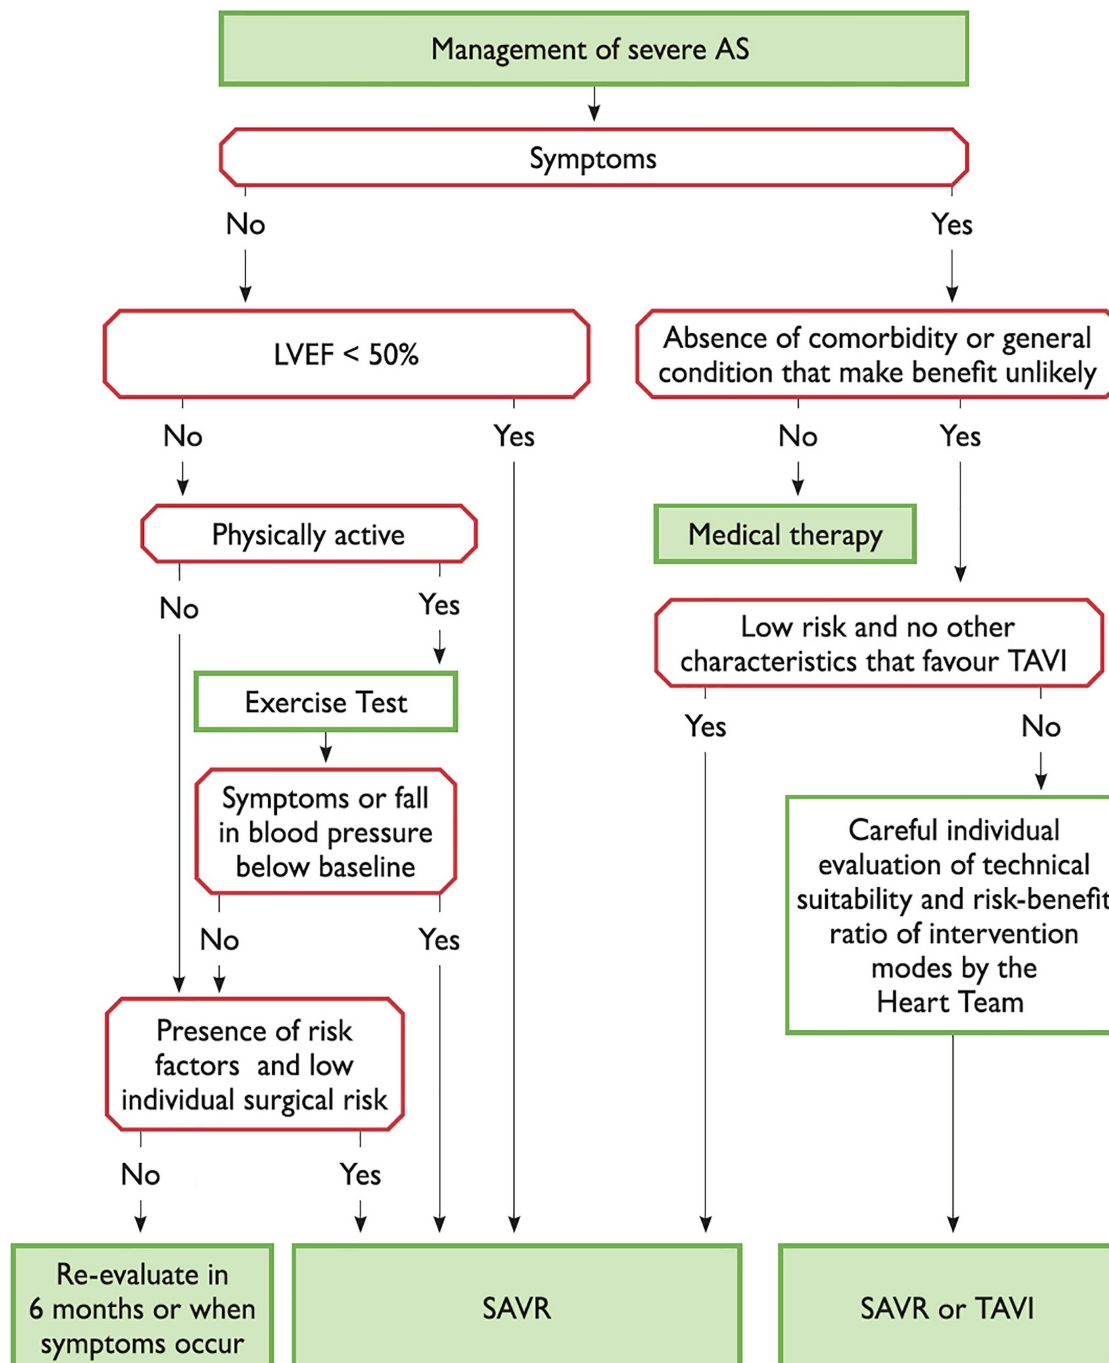 Management of severe AS
Symptoms
No
Yes
LVEF < 50%
Absence of comorbidity or general
condition that make benefit unlikely
No
Yes
No
Yes
Physically active
Medical therapy
No
Yes
Low risk and no other
characteristics that favour TAVI
Exercise Test
Yes
No
Symptoms or fall
in blood pressure
below baseline
Careful individual
evaluation of technical
suitability and risk-benefit
ratio of intervention
modes by the
Heart Team
No
Yes
Presence of risk
factors and low
individual surgical risk
No
Yes
Re-evaluate in
6 months or when
symptoms occur
SAVR
SAVR or TAVI